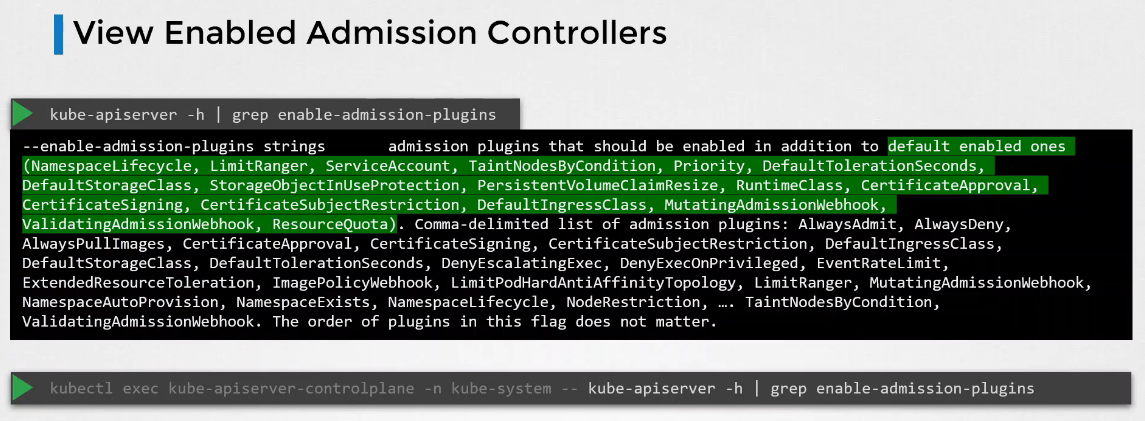 View Enabled Admission Controllers
kube-apiserver -h | grep enable-admission-plugins
--enable-admission-plugins strings admission plugins that should be enabled in addition to default enabled ones
(NamespaceLifecycle, LimitRanger, ServiceAccount, TaintNodesByCondition, Priority, DefaultTolerationSeconds,
DefaultStorageClass, StorageObjectInUseProtection, PersistentVolumeClaimResize, RuntimeClass, CertificateApproval,
CertificateSigning, CertificateSubjectRestriction, DefaultIngressClass, MutatingAdmissionWebhook,
ValidatingAdmissionWebhook, ResourceQuota). Comma-delimited list of admission plugins: AlwaysAdmit, AlwaysDeny,
AlwaysPullImages, CertificateApproval, CertificateSigning, CertificateSubjectRestriction, DefaultIngressClass,
DefaultStorageClass, DefaultTolerationSeconds, DenyEscalatingExec, DenyExecOnPrivileged, EventRateLimit,
ExtendedResourceToleration, ImagePolicyWebhook, LimitPodHardAntiAffinityTopology, LimitRanger, MutatingAdmissionWebhook,
NamespaceAutoProvision, NamespaceExists, NamespaceLifecycle, NodeRestriction, …. TaintNodesByCondition,
ValidatingAdmissionWebhook. The order of plugins in this flag does not matter.
kubectl exec kube-apiserver-controlplane -n kube-system -- kube-apiserver -h | grep enable-admission-plugins